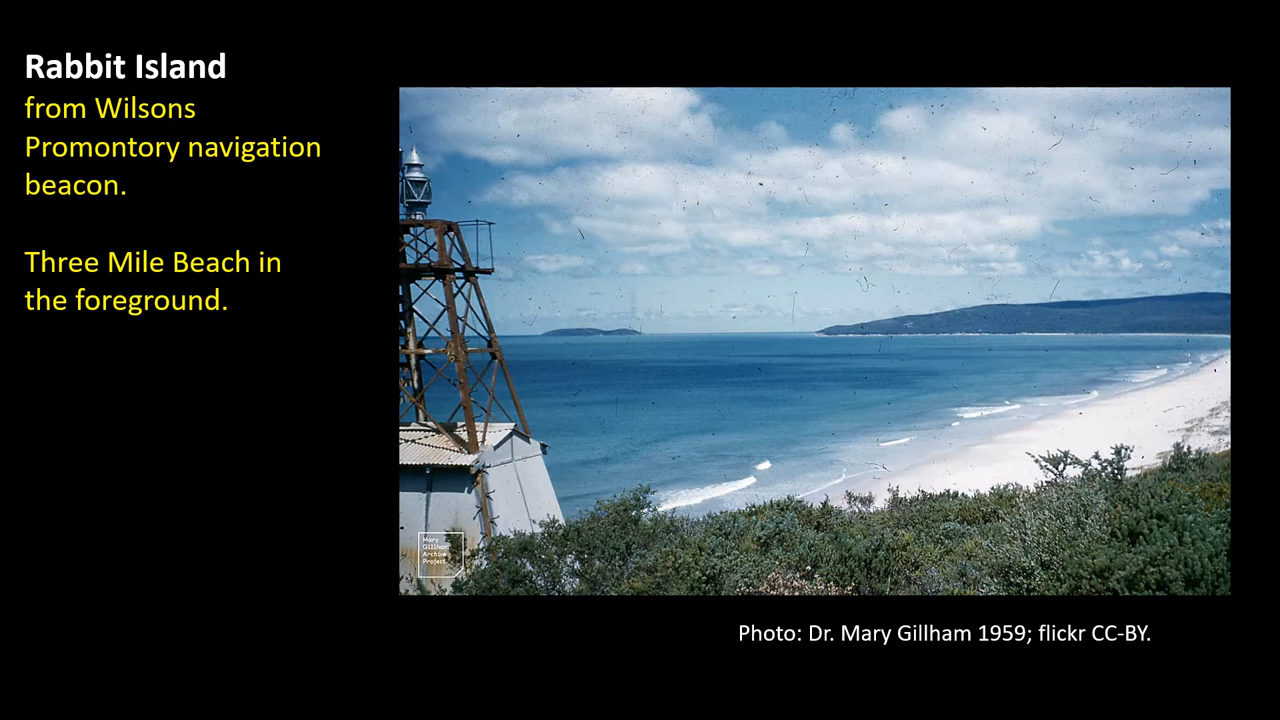 Rabbit Island
from Wilsons
Promontory navigation
beacon.
Three Mile Beach in
the foreground.
Mary
Gillham
Archive
Project
Photo: Dr. Mary Gillham 1959; flickr CC-BY.